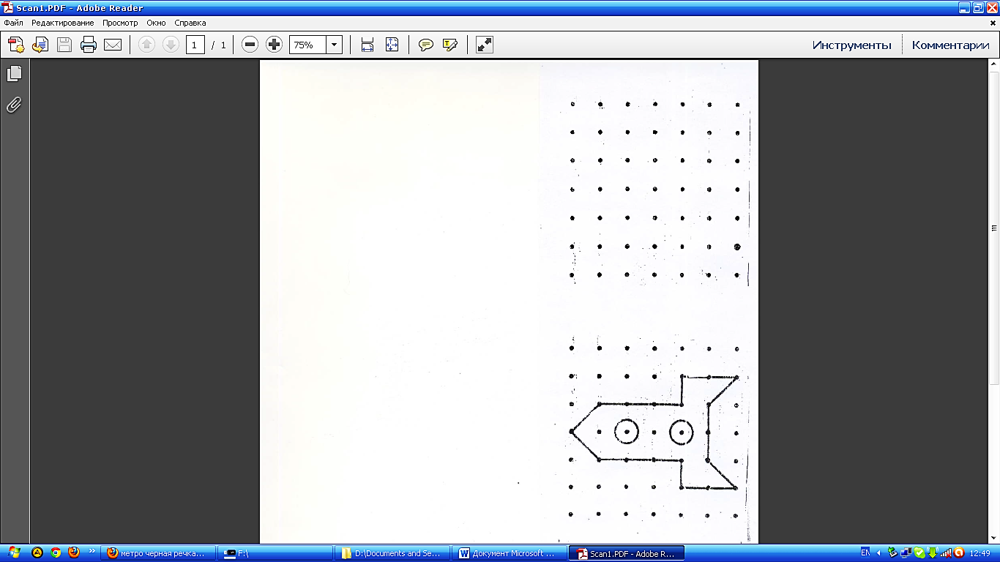 Scan1.PDF - Adobe Reader
Файл Редактирование Просмотр Окно Справка
1 / 1 75% Инструменты Комментарии
метро черная речка... F:\ D:\Documents and Se... Документ Microsoft ... Scan1.PDF - Adobe R... EN 12:49